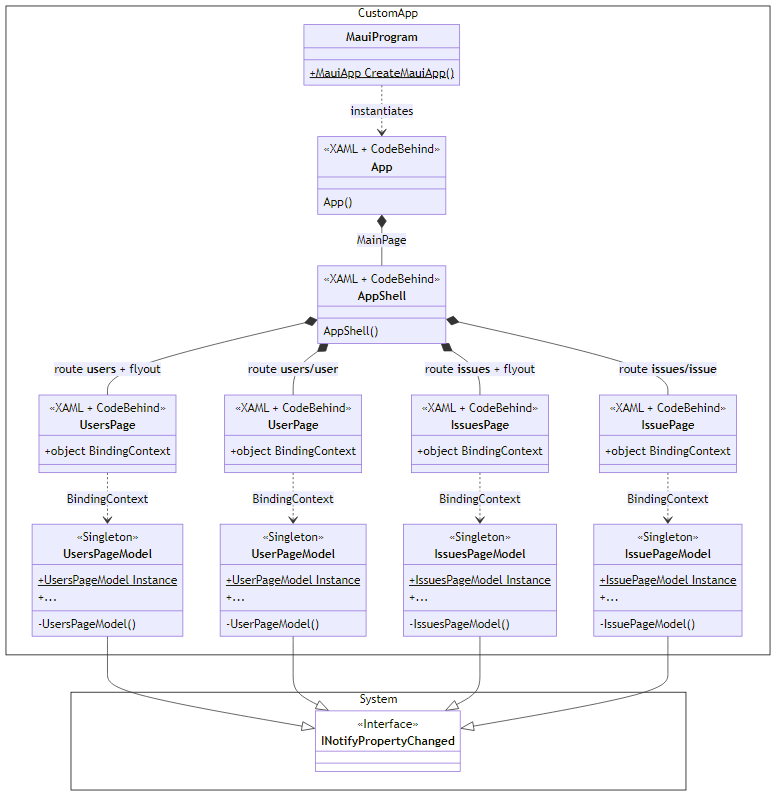 CustomApp
MauiProgram
+MauiApp CreateMauiApp()
instantiates
«XAML + CodeBehind»
App
App()
MainPage
«XAML + CodeBehind»
AppShell
AppShell()
route users + flyout
route users/user
route issues + flyout
route issues/issue
«XAML + CodeBehind»
UsersPage
+object BindingContext
«XAML + CodeBehind»
UserPage
+object BindingContext
«XAML + CodeBehind»
IssuesPage
+object BindingContext
«XAML + CodeBehind»
IssuePage
+object BindingContext
BindingContext
BindingContext
BindingContext
BindingContext
«Singleton»
UsersPageModel
+UsersPageModel Instance
+...
-UsersPageModel()
«Singleton»
UserPageModel
+UserPageModel Instance
+...
-UserPageModel()
«Singleton»
IssuesPageModel
+IssuesPageModel Instance
+...
-IssuesPageModel()
«Singleton»
IssuePageModel
+IssuePageModel Instance
+...
-IssuePageModel()
System
«Interface»
INotifyPropertyChanged